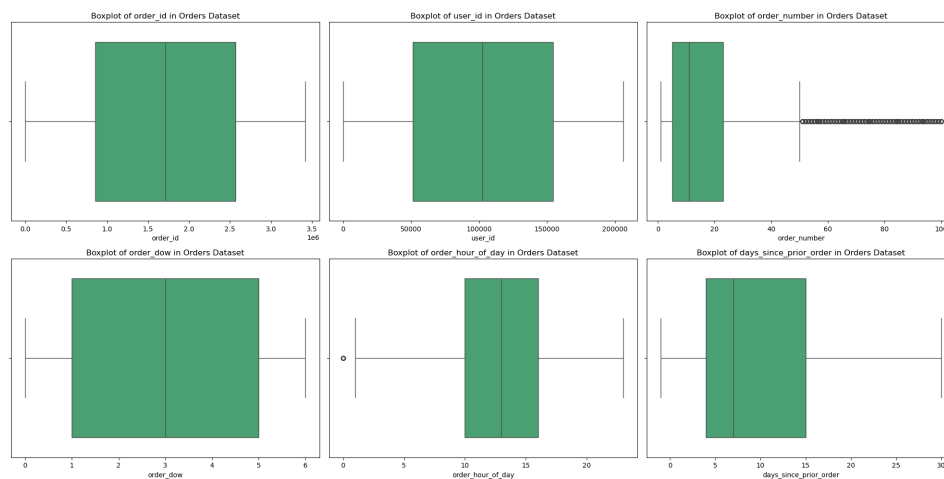 Boxplot of order_id in Orders Dataset
0.0 0.5 1.0 1.5 2.0 2.5 3.0 3.5
1e6
order_id
Boxplot of user_id in Orders Dataset
0 50000 100000 150000 200000
user_id
Boxplot of order_number in Orders Dataset
0 20 40 60 80 100
order_number
Boxplot of order_dow in Orders Dataset
0 1 2 3 4 5 6
order_dow
Boxplot of order_hour_of_day in Orders Dataset
0 5 10 15 20
order_hour_of_day
Boxplot of days_since_prior_order in Orders Dataset
0 5 10 15 20 25 30
days_since_prior_order